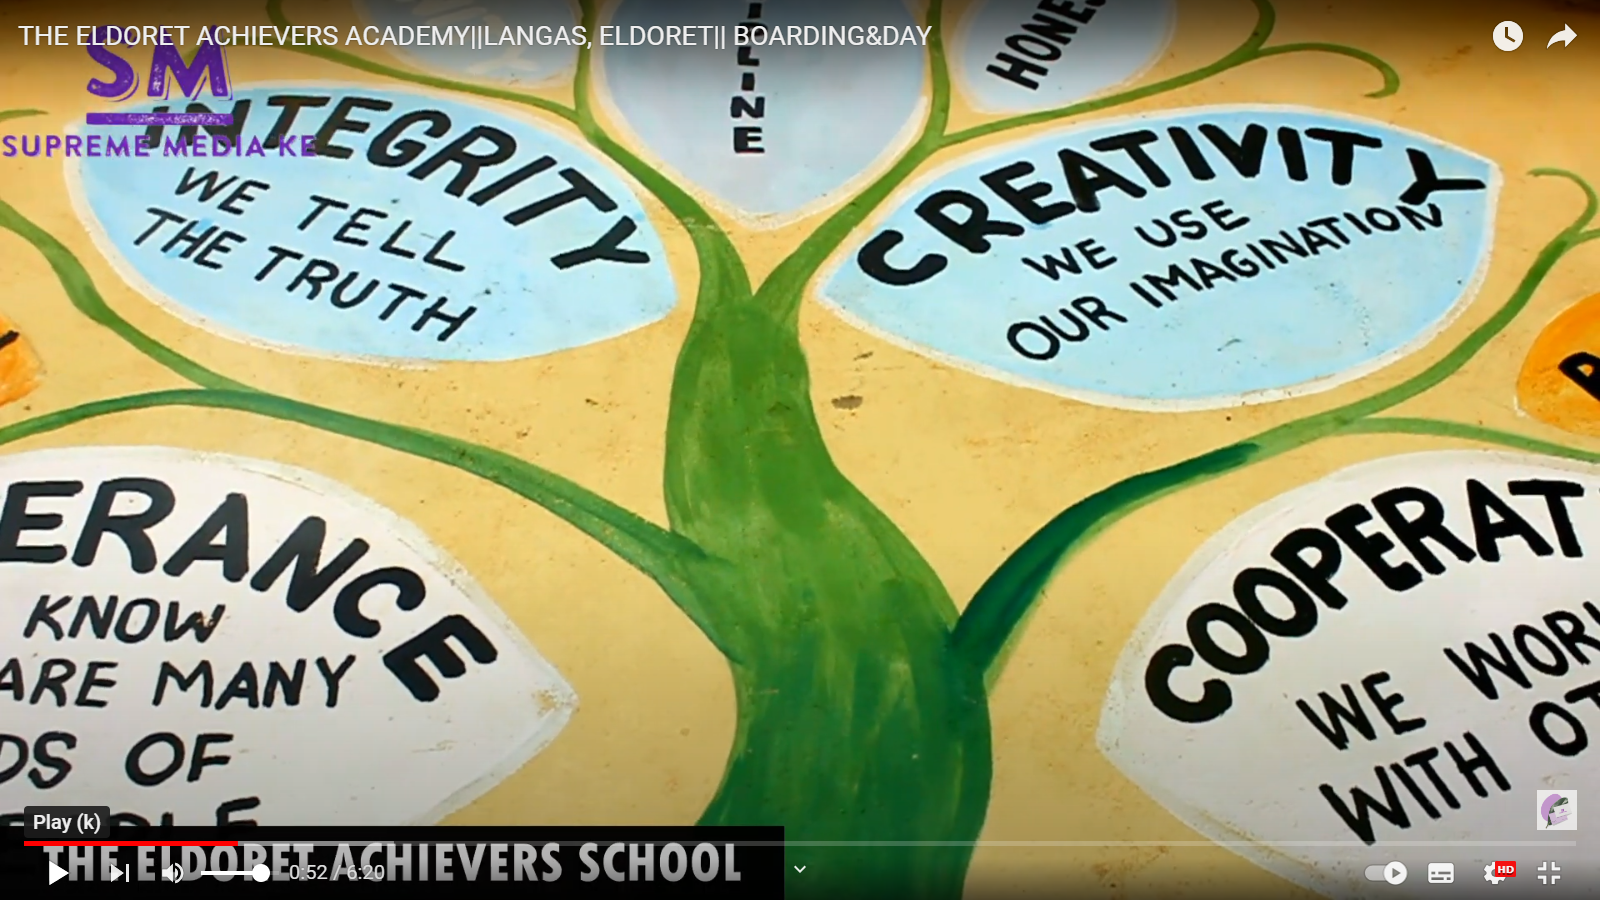 THE ELDORET ACHIEVERS ACADEMY||LANGAS, ELDORET|| BOARDING&DAY
SM
SUPREME MEDIA KE
INTEGRITY
WE TELL
THE TRUTH
ILINE
HONE
CREATIVITY
WE USE
OUR IMAGINATION
ERANCE
KNOW
ARE MANY
DS OF
COOPERAT
WE WOR
WITH OT
Play (k)
THE ELDORET ACHIEVERS SCHOOL
0:52 / 6:20
HD